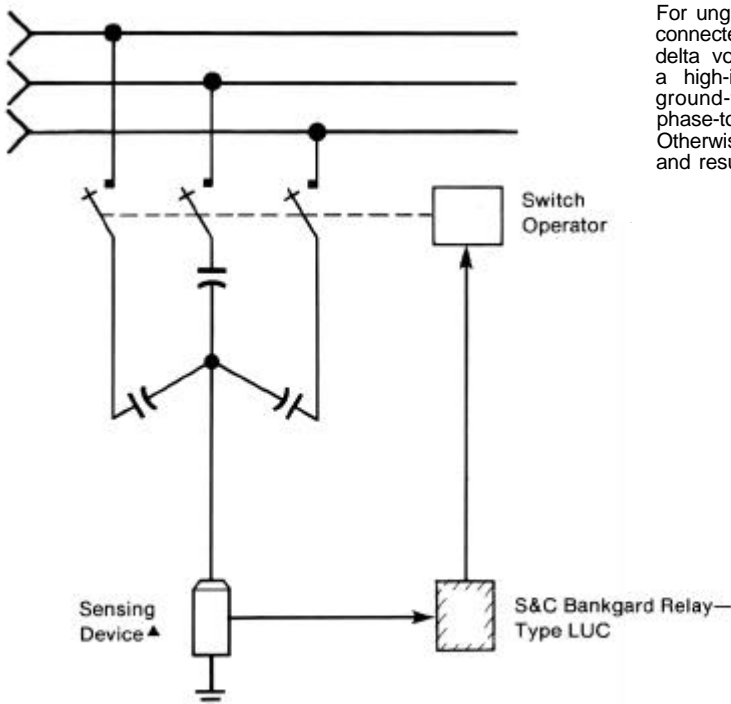 For ung
connecte
delta vo
a high-i
ground-
phase-to
Otherwis
and resu
Switch
Operator
Sensing
Device▲
S&C Bankgard Relay—
Type LUC